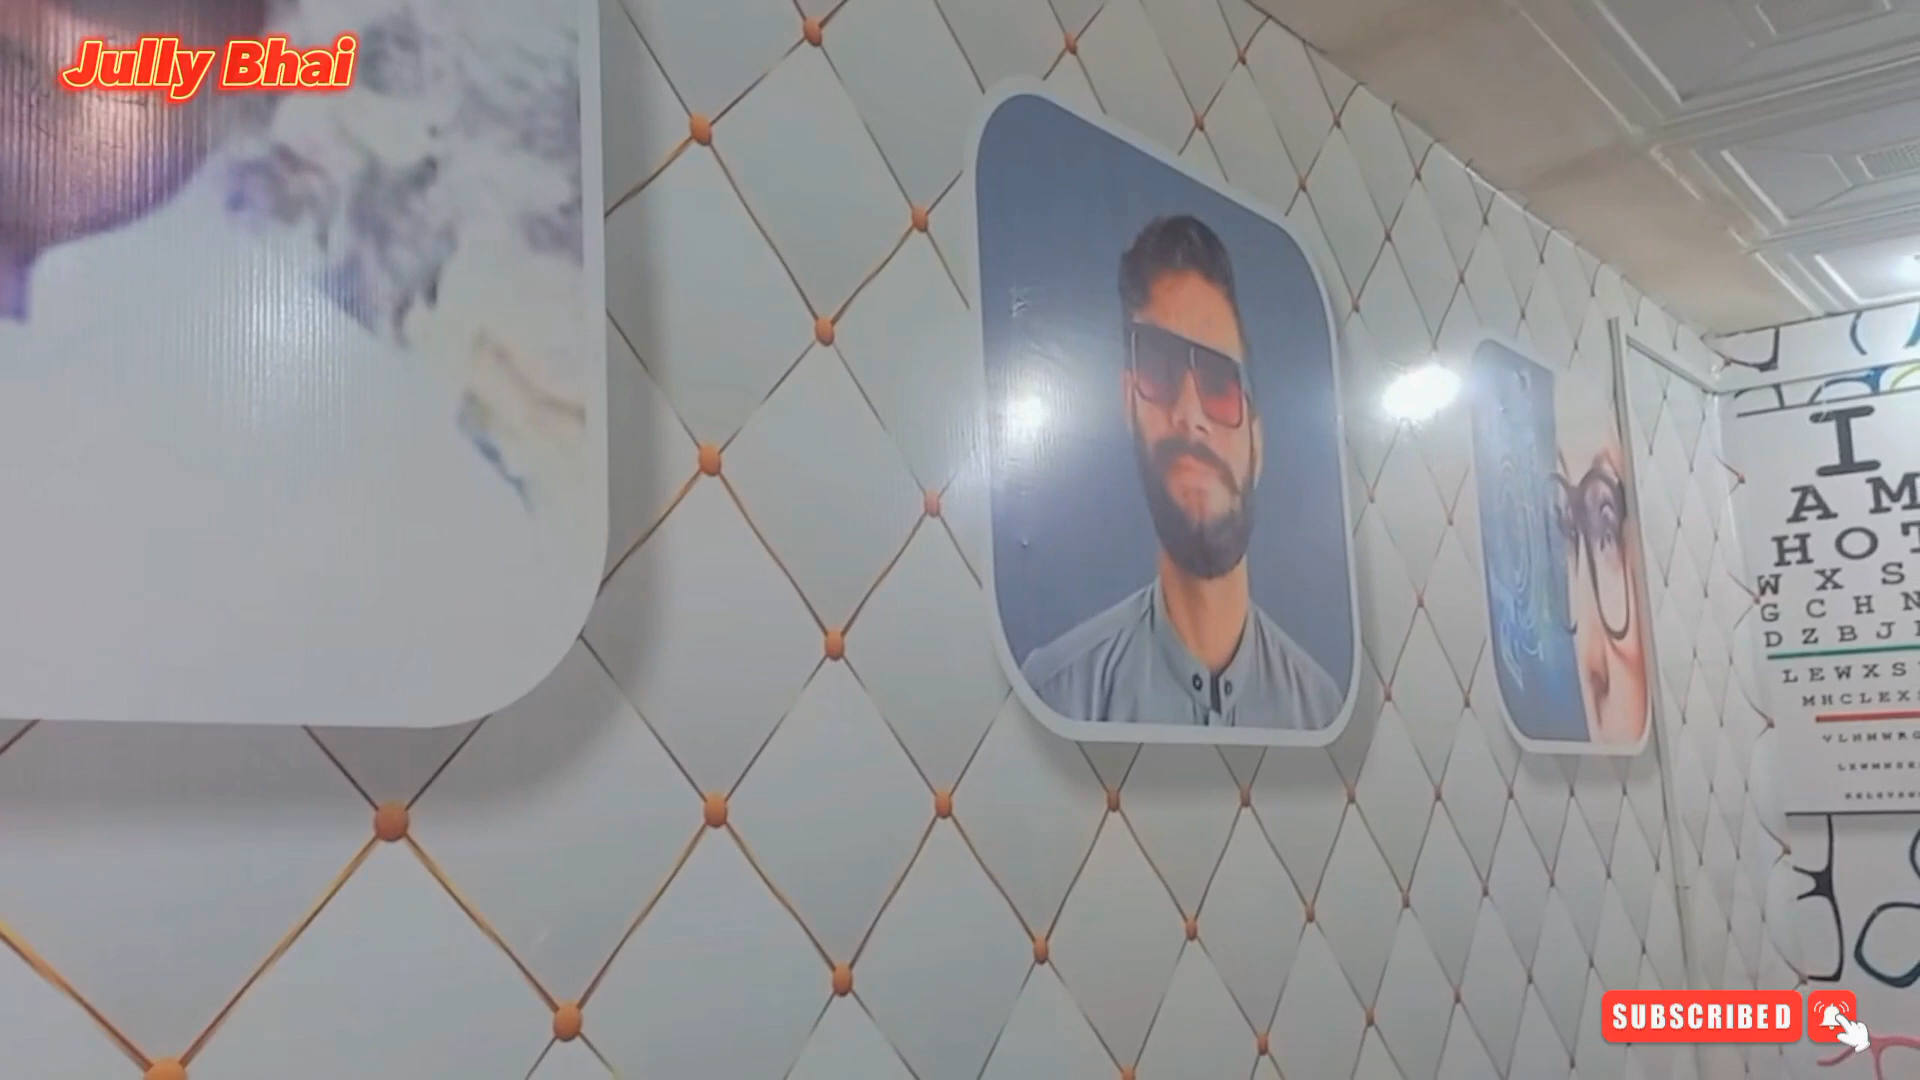 Jully Bhai
I
A M
H O T
W X S
G C H N
D Z B J
L E W X S
M H C L E X
SUBSCRIBED